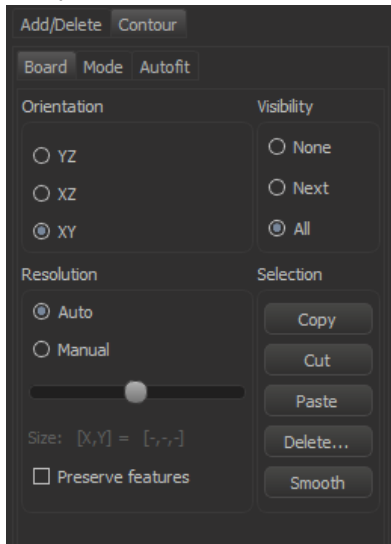 Add/Delete Contour
Board Mode Autofit
Orientation
YZ
XZ
XY
Visibility
None
Next
All
Resolution
Auto
Manual
Size: [X,Y] = [-,-,-]
Preserve features
Selection
Copy
Cut
Paste
Delete...
Smooth